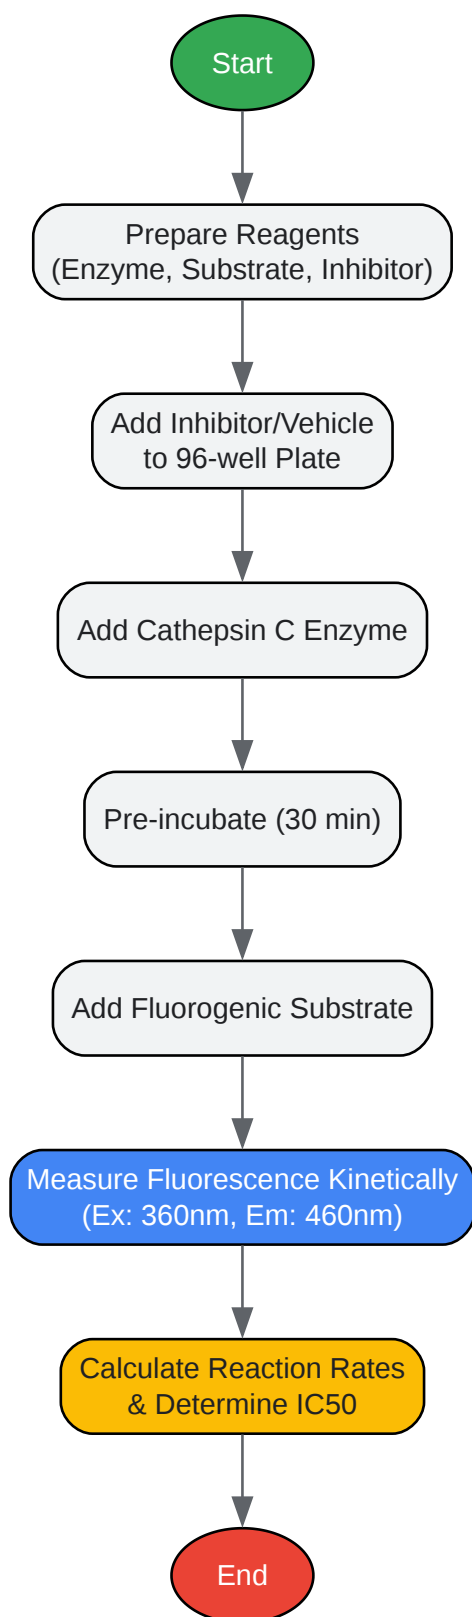 Start
Prepare Reagents
(Enzyme, Substrate, Inhibitor)
Add Inhibitor/Vehicle
to 96-well Plate
Add Cathepsin C Enzyme
Pre-incubate (30 min)
Add Fluorogenic Substrate
Measure Fluorescence Kinetically
(Ex: 360nm, Em: 460nm)
Calculate Reaction Rates
& Determine IC50
End